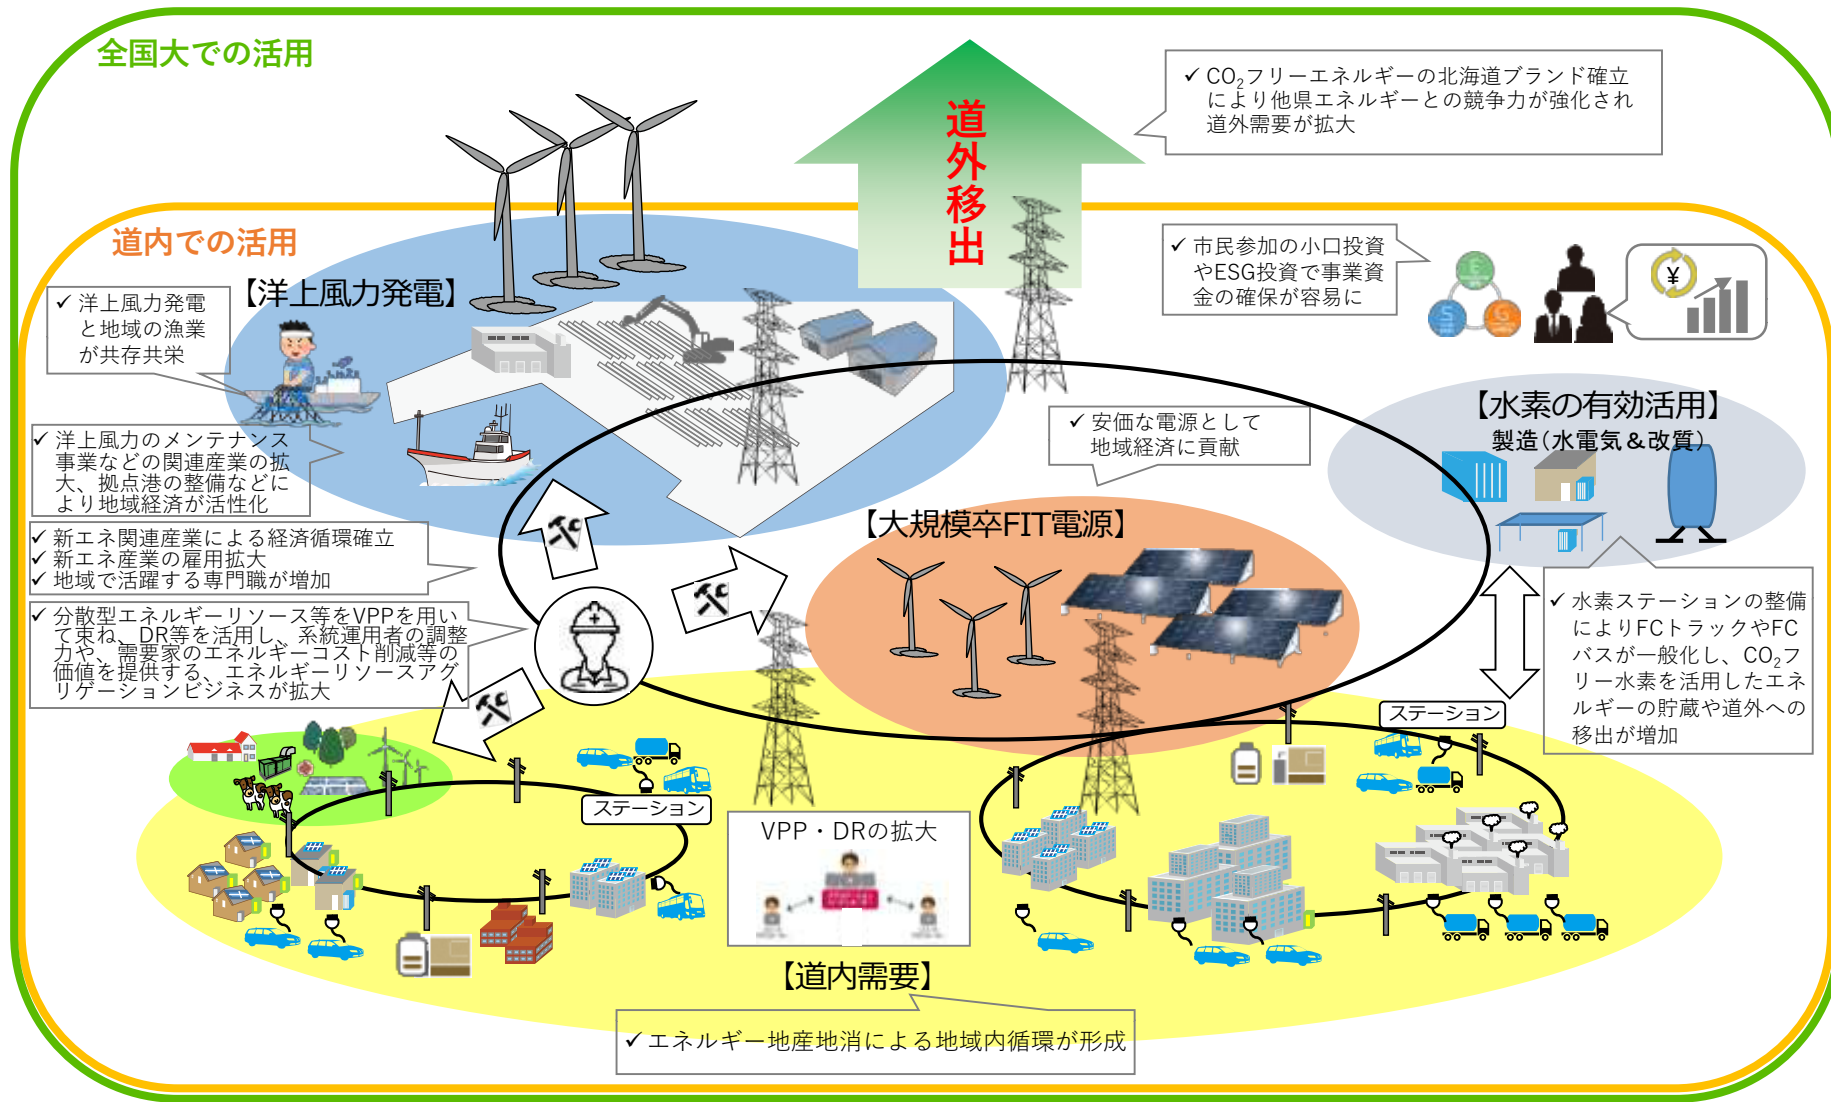 全国大での活用
✓ CO₂フリーエネルギーの北海道ブランド確立
により他県エネルギーとの競争力が強化され
道外需要が拡大
道外移出
道内での活用
✓ 市民参加の小口投資
やESG投資で事業資
金の確保が容易に
E
S
G
¥
【洋上風力発電】
✓ 洋上風力発電
と地域の漁業
が共存共栄
✓ 洋上風力のメンテナンス
事業などの関連産業の拡
大、拠点港の整備などに
より地域経済が活性化
✓ 安価な電源として
地域経済に貢献
【水素の有効活用】
製造(水電気&改質)
✓ 新エネ関連産業による経済循環確立
✓ 新エネ産業の雇用拡大
✓ 地域で活躍する専門職が増加
【大規模卒FIT電源】
✓ 分散型エネルギーリソース等をVPPを用い
て束ね、DR等を活用し、系統運用者の調整
力や、需要家のエネルギーコスト削減等の
価値を提供する、エネルギーリソースアグ
リゲーションビジネスが拡大
✓ 水素ステーションの整備
によりFCトラックやFC
バスが一般化し、CO₂フ
リー水素を活用したエネ
ルギーの貯蔵や道外への
移出が増加
ステーション
ステーション
VPP・DRの拡大
【道内需要】
✓ エネルギー地産地消による地域内循環が形成